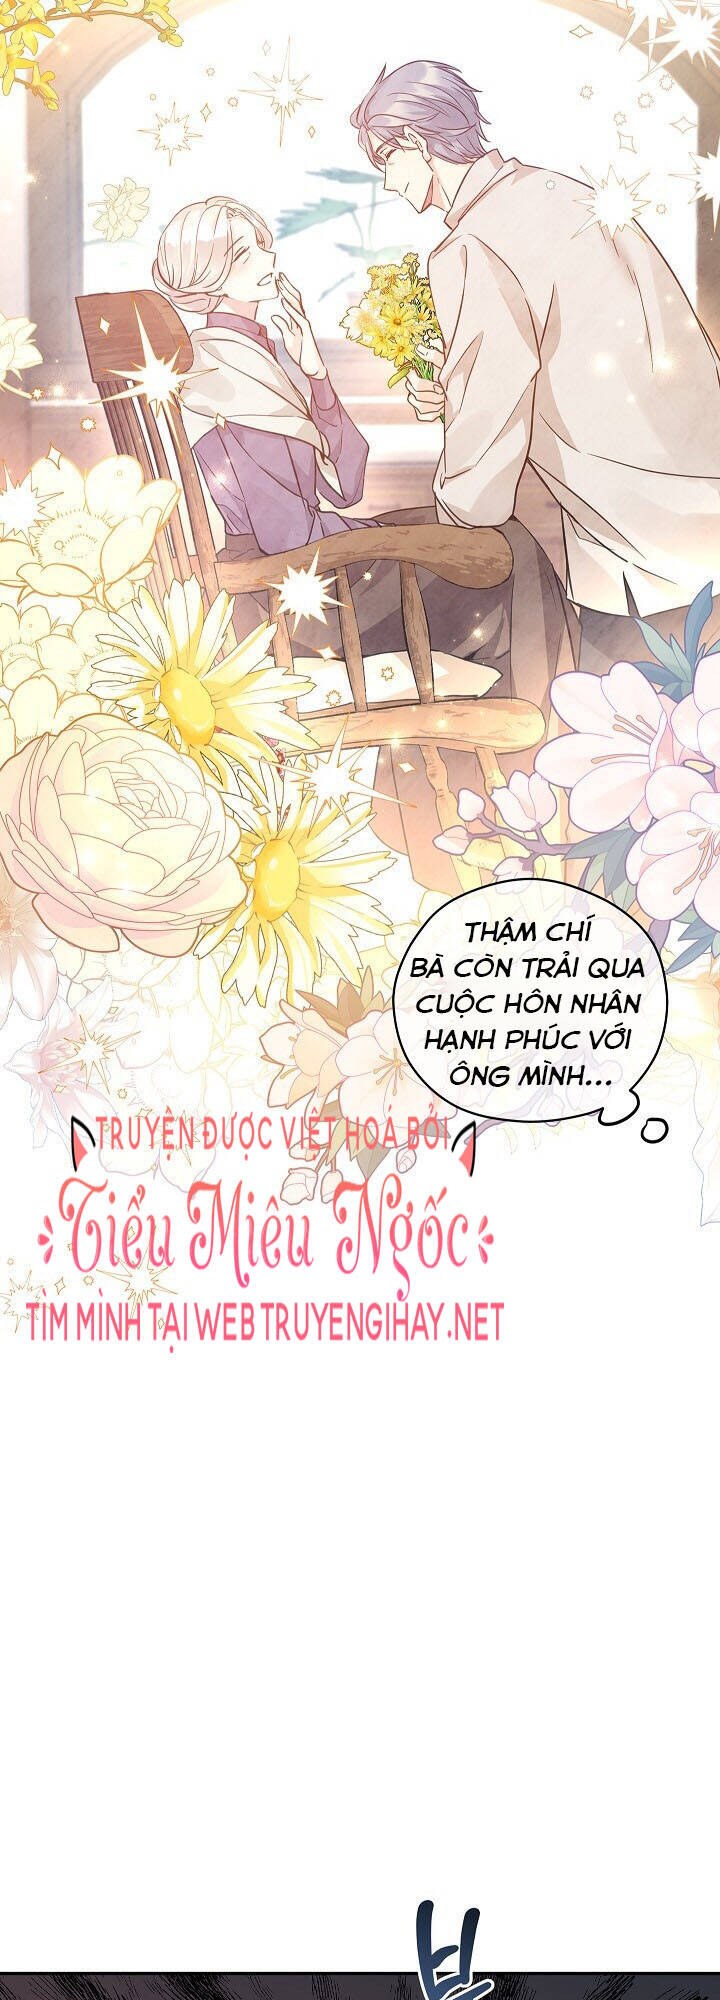 THẬM CHÍ
BÀ CÒN TRẢI QUA
CUỘC HÔN NHÂN
HẠNH PHÚC VỚI
ÔNG MÌNH...
TRUYỆN ĐƯỢC VIỆT HOÁ BỞI
Tiểu Miêu Ngốc
TÌM MÌNH TẠI WEB TRUYENGIHAY.NET